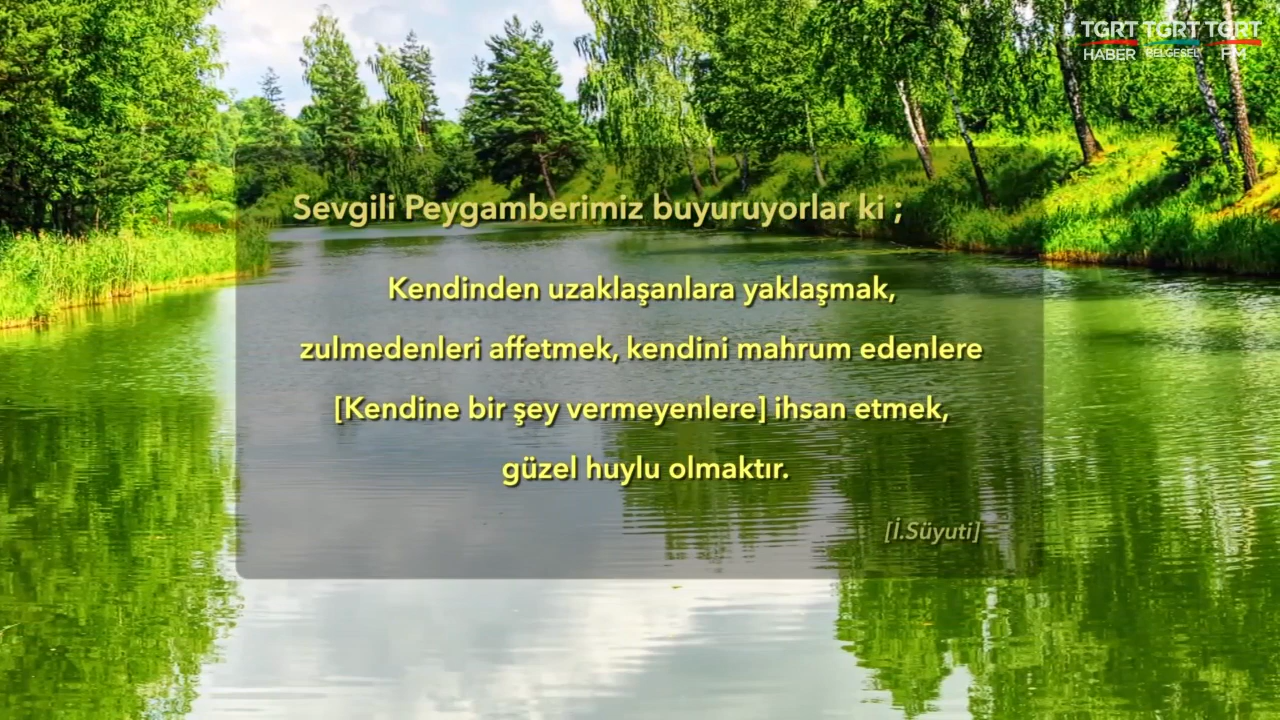 TGRT TGRT TGRT
HABER BELGESEL FM
Sevgili Peygamberimiz buyuruyorlar ki ;
Kendinden uzaklaşanlara yaklaşmak,
zulmedenleri affetmek, kendini mahrum edenlere
[Kendine bir şey vermeyenlere] ihsan etmek,
güzel huylu olmaktır.
[İ.Süyuti]